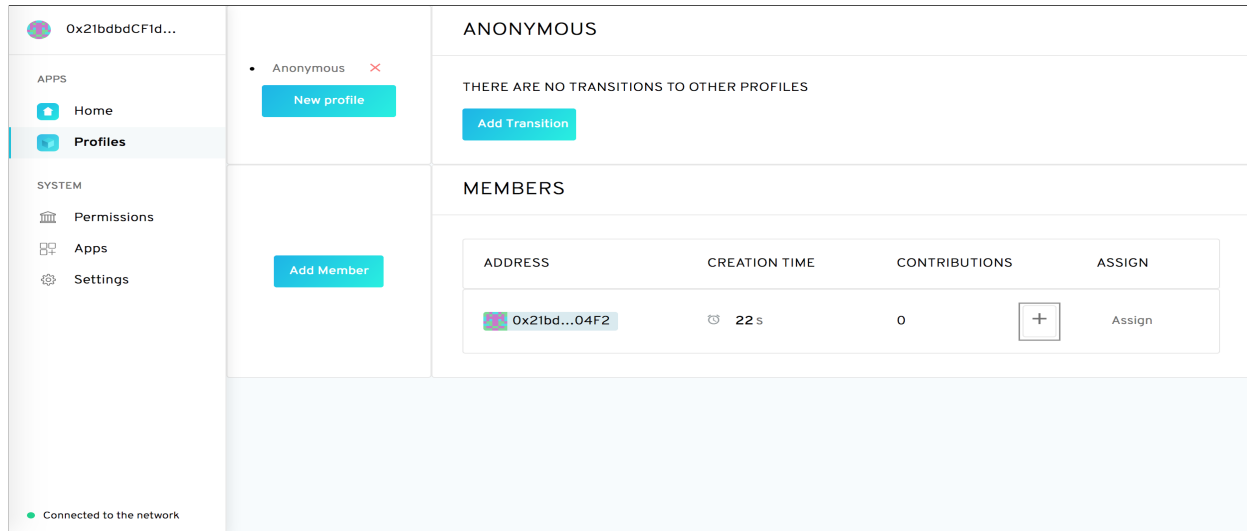 0x21bdbdCF1d...
APPS
Home
Profiles
SYSTEM
Permissions
Apps
Settings
Connected to the network
Anonymous
New profile
Add Member
ANONYMOUS
THERE ARE NO TRANSITIONS TO OTHER PROFILES
Add Transition
MEMBERS
ADDRESS CREATION TIME CONTRIBUTIONS ASSIGN
0x21bd...04F2 22 s 0 + Assign